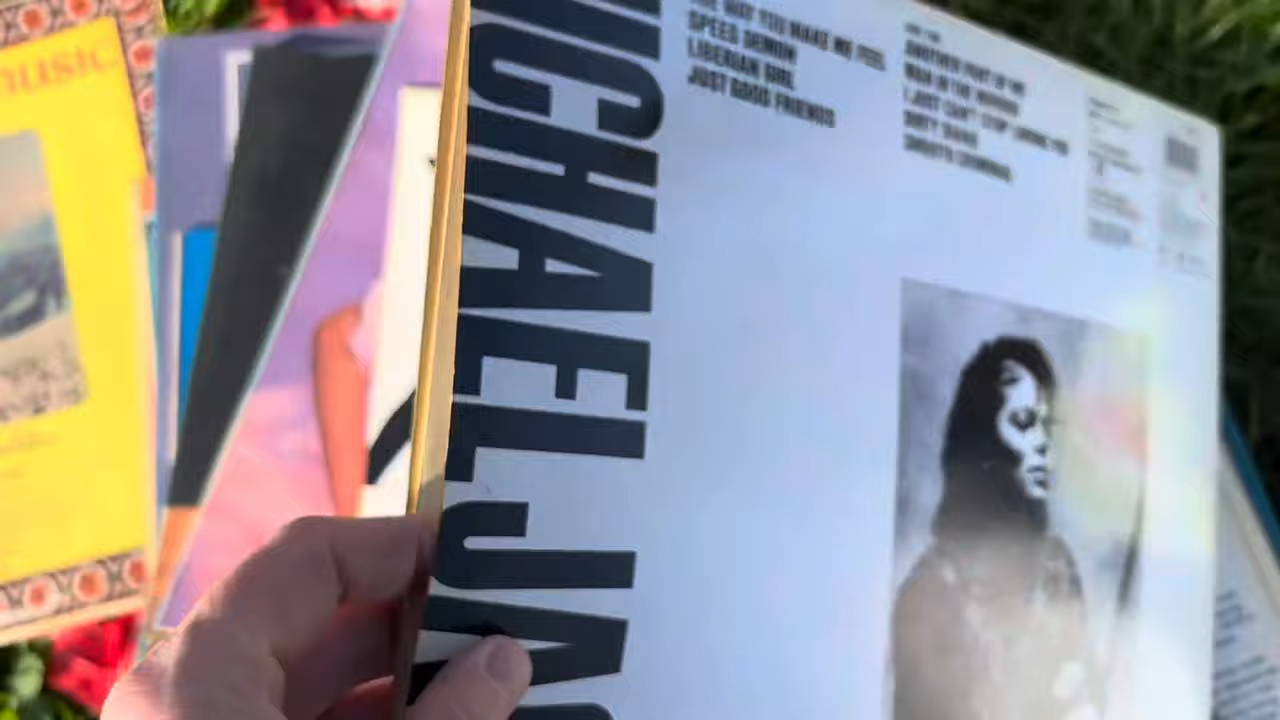 music
MICHAEL JAC
THE WAY YOU MAKE ME FEEL
SPEED DEMON
LIBERIAN GIRL
JUST GOOD FRIENDS
ANOTHER PART OF ME
MAN IN THE MIRROR
I JUST CAN'T STOP LOVING YOU
DIRTY DIANA
SMOOTH CRIMINAL